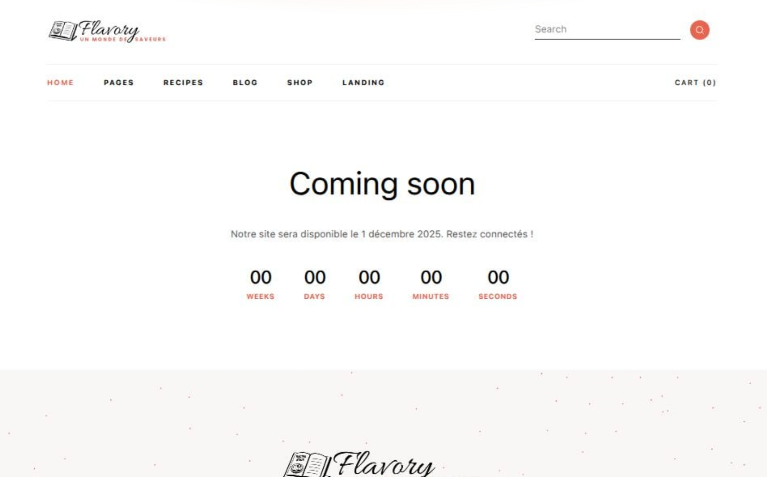 Flavory
UN MONDE DE SAVEURS
Search
HOME PAGES RECIPES BLOG SHOP LANDING CART (0)
Coming soon
Notre site sera disponible le 1 décembre 2025. Restez connectés !
00 00 00 00 00
WEEKS DAYS HOURS MINUTES SECONDS
Flavory